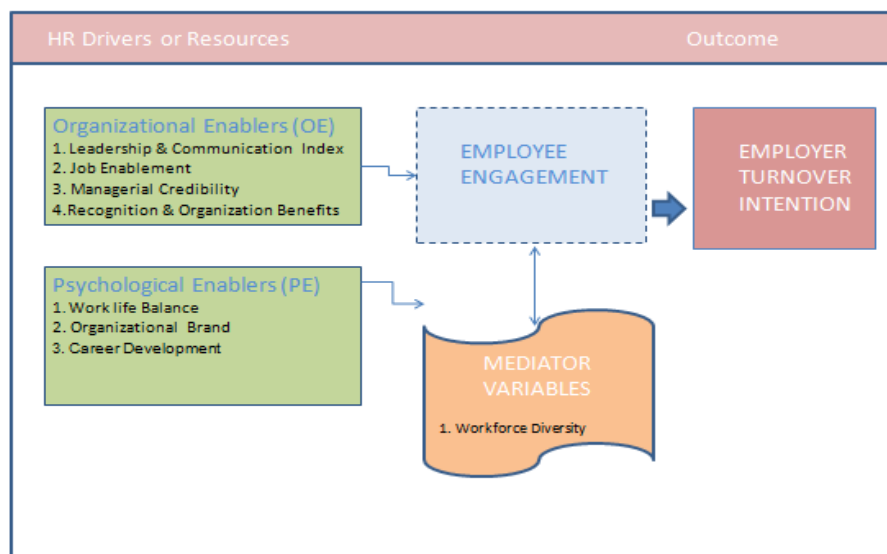 HR Drivers or Resources
Outcome
Organizational Enablers (OE)
1. Leadership & Communication Index
2. Job Enablement
3. Managerial Credibility
4.Recognition & Organization Benefits
EMPLOYEE
ENGAGEMENT
EMPLOYER
TURNOVER
INTENTION
Psychological Enablers (PE)
1. Work life Balance
2. Organizational Brand
3. Career Development
MEDIATOR
VARIABLES
1. Workforce Diversity